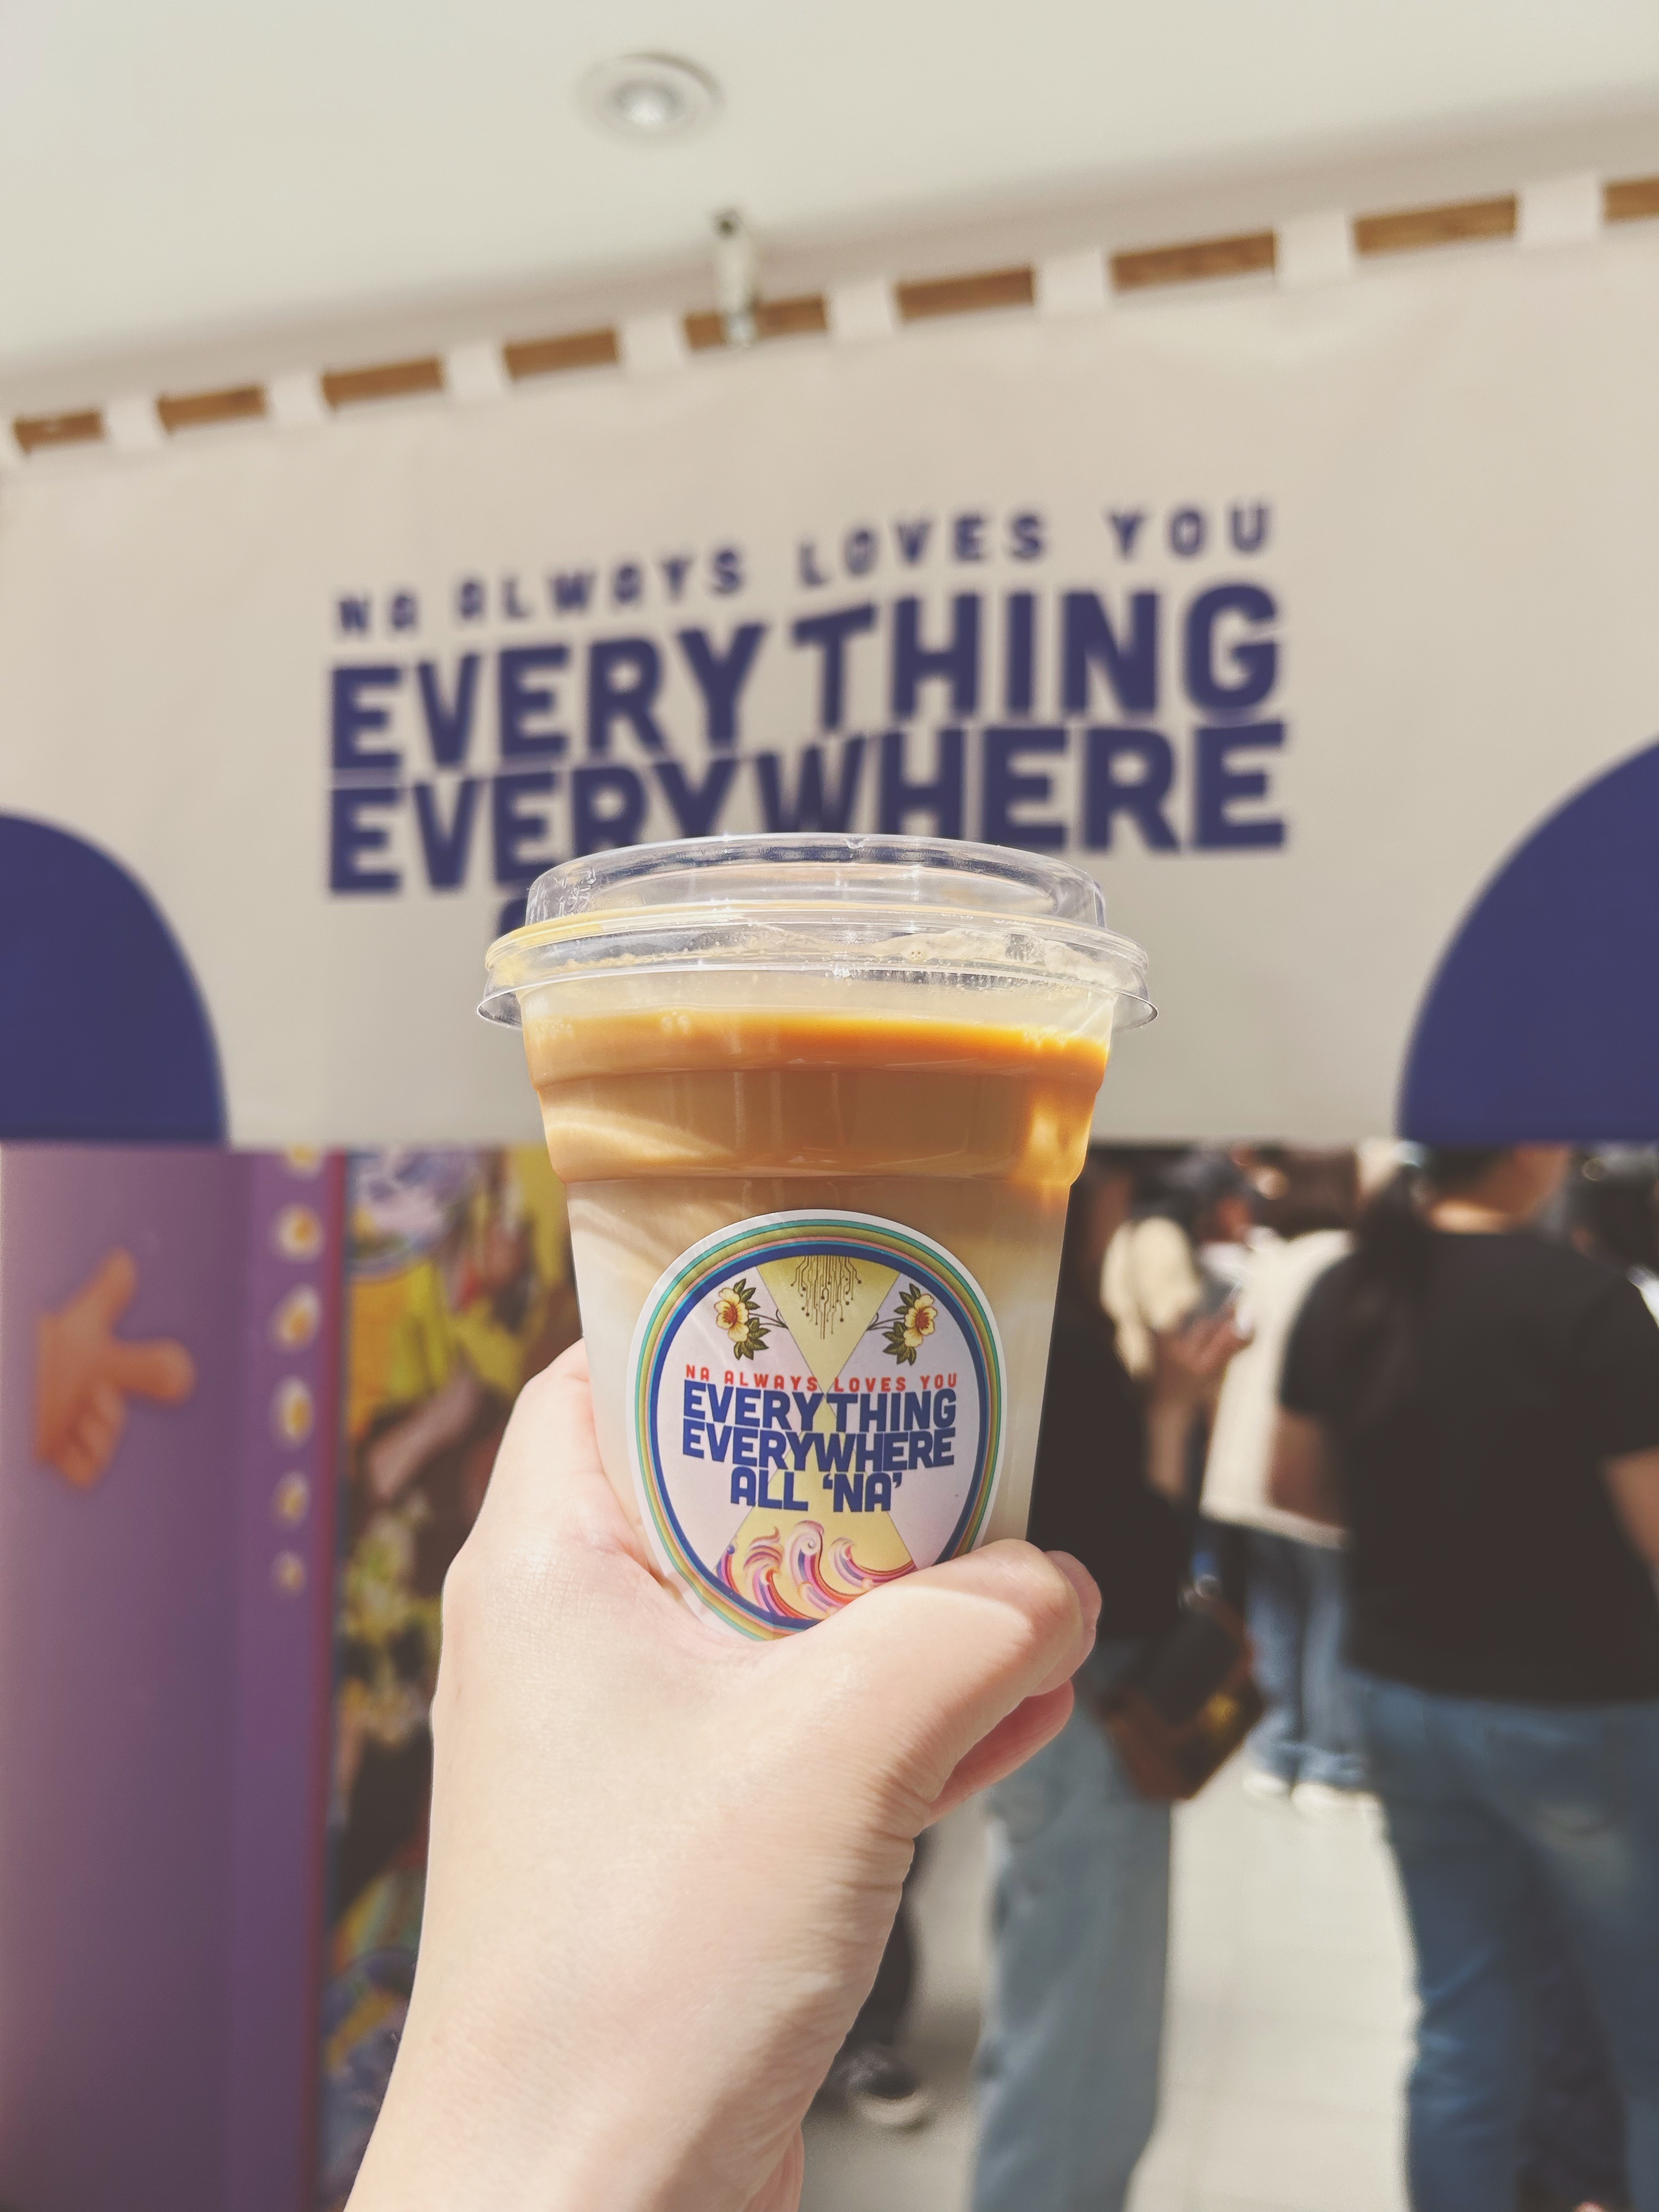 NA ALWAYS LOVES YOU
EVERYTHING
EVERYWHERE
NA ALWAYS LOVES YOU
EVERYTHING
EVERYWHERE
ALL ‘NA’